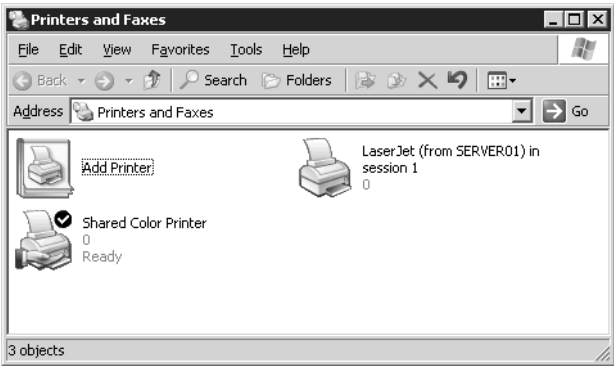 Printers and Faxes
File Edit View Favorites Tools Help
Back Search Folders
Address Printers and Faxes Go
Add Printer
LaserJet (from SERVER01) in
session 1
0
Shared Color Printer
0
Ready
3 objects